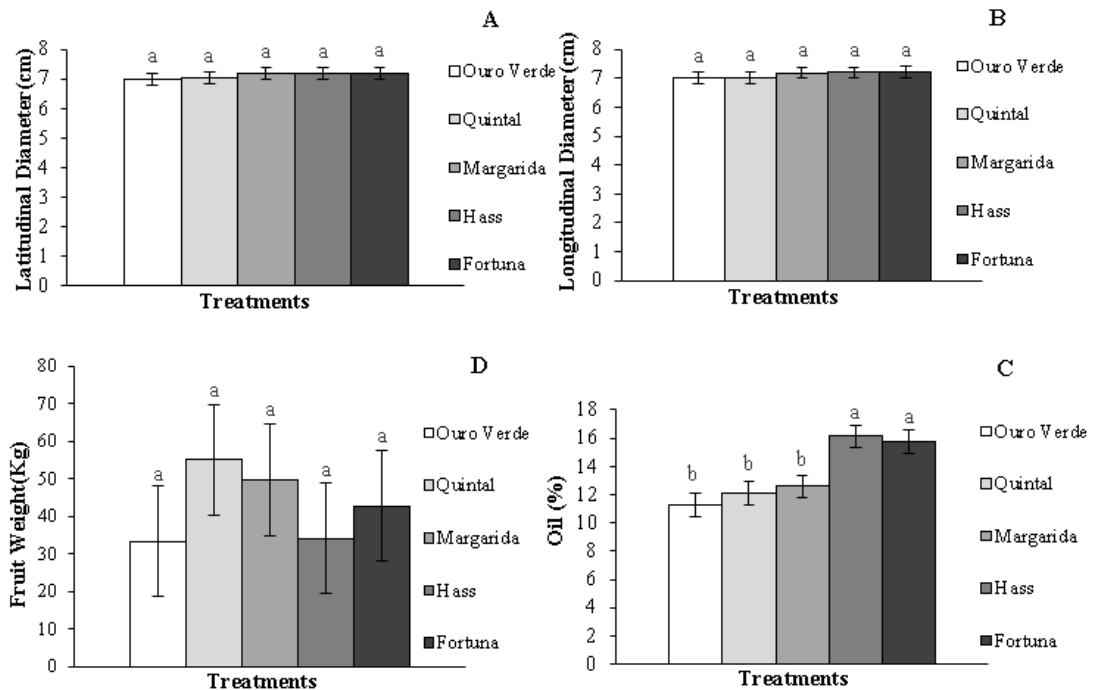 A
a a a a a
8
7
6
5
4
3
2
1
0
Latitudinal Diameter (cm)
Treatments
Ouro Verde
Quintal
Margarida
Hass
Fortuna
B
a a a a a
8
7
6
5
4
3
2
1
0
Longitudinal Diameter (cm)
Treatments
Ouro Verde
Quintal
Margarida
Hass
Fortuna
D
a a a a a
80
70
60
50
40
30
20
10
0
Fruit Weight(Kg)
Treatments
Ouro Verde
Quintal
Margarida
Hass
Fortuna
C
b b b a a
18
16
14
12
10
8
6
4
2
0
Oil (%)
Treatments
Ouro Verde
Quintal
Margarida
Hass
Fortuna